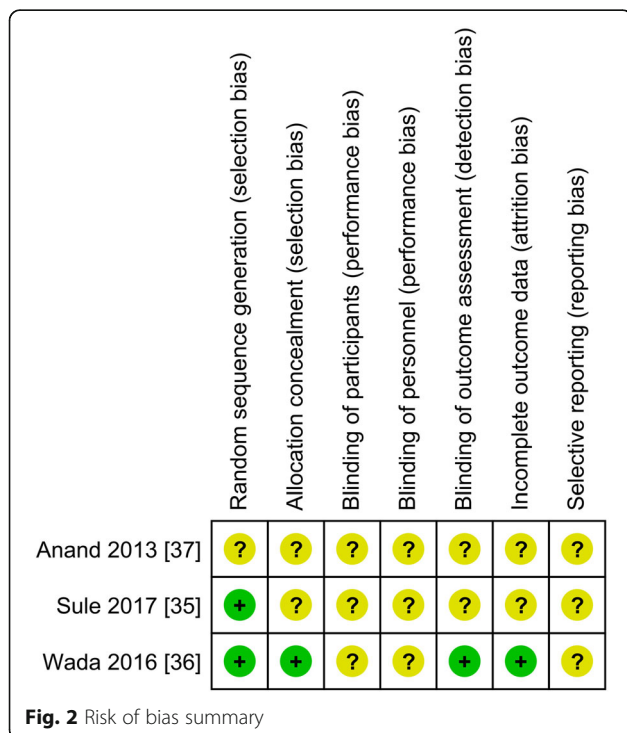 Random sequence generation (selection bias)
Allocation concealment (selection bias)
Blinding of participants (performance bias)
Blinding of personnel (performance bias)
Blinding of outcome assessment (detection bias)
Incomplete outcome data (attrition bias)
Selective reporting (reporting bias)
Anand 2013 [37] ? ? ? ? ? ? ?
Sule 2017 [35] + ? ? ? ? ? ?
Wada 2016 [36] + + ? ? + + ?
Fig. 2 Risk of bias summary